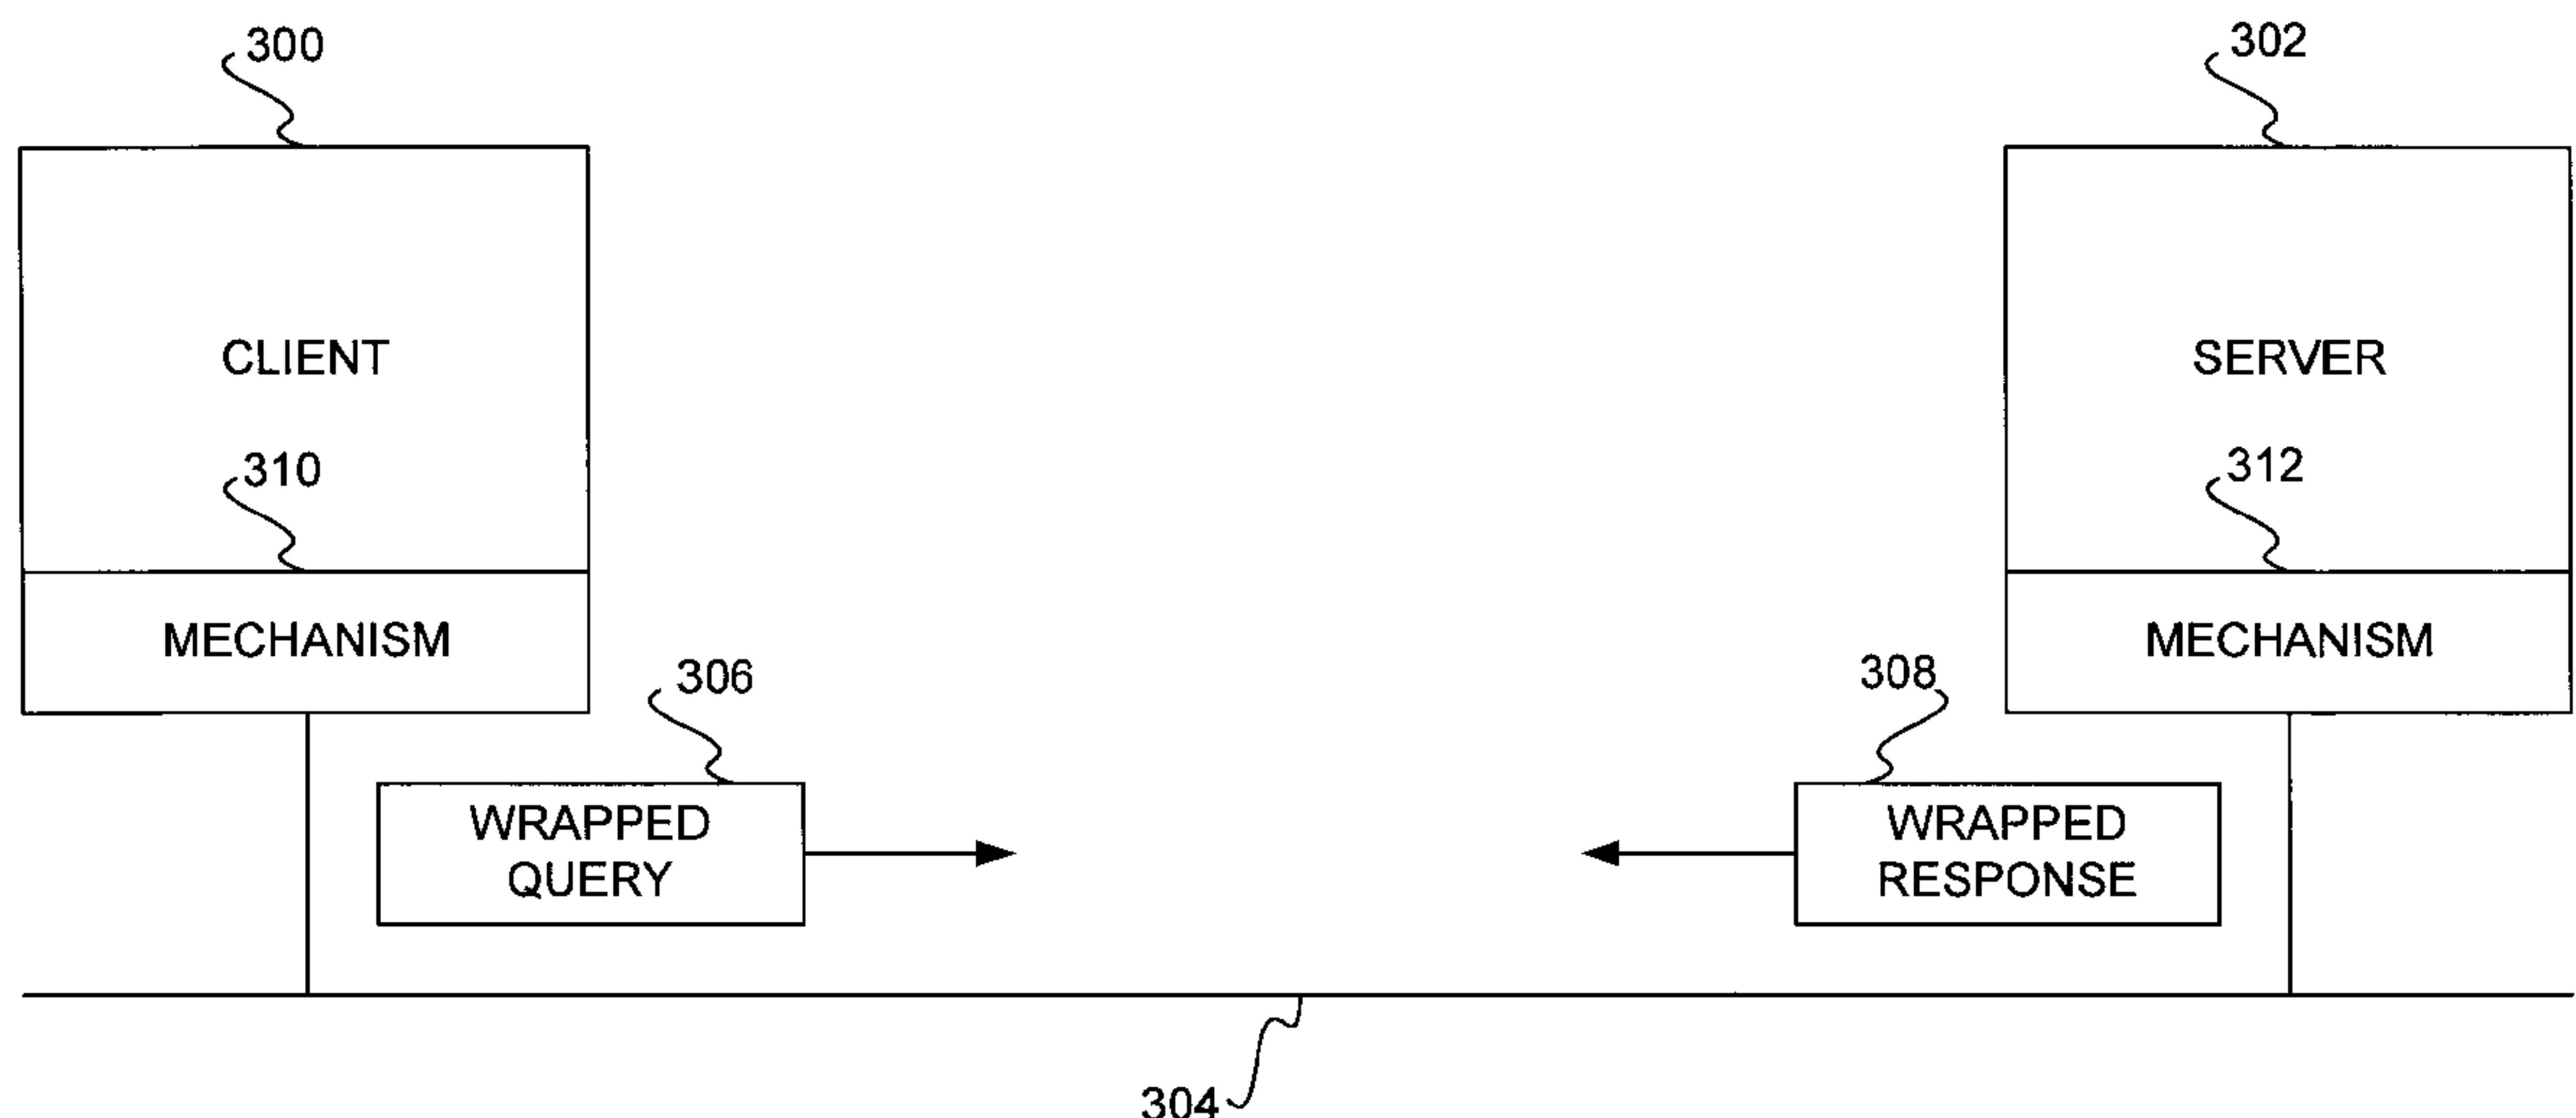 300
302
CLIENT
SERVER
310
312
MECHANISM
MECHANISM
306
308
WRAPPED
QUERY
WRAPPED
RESPONSE
304